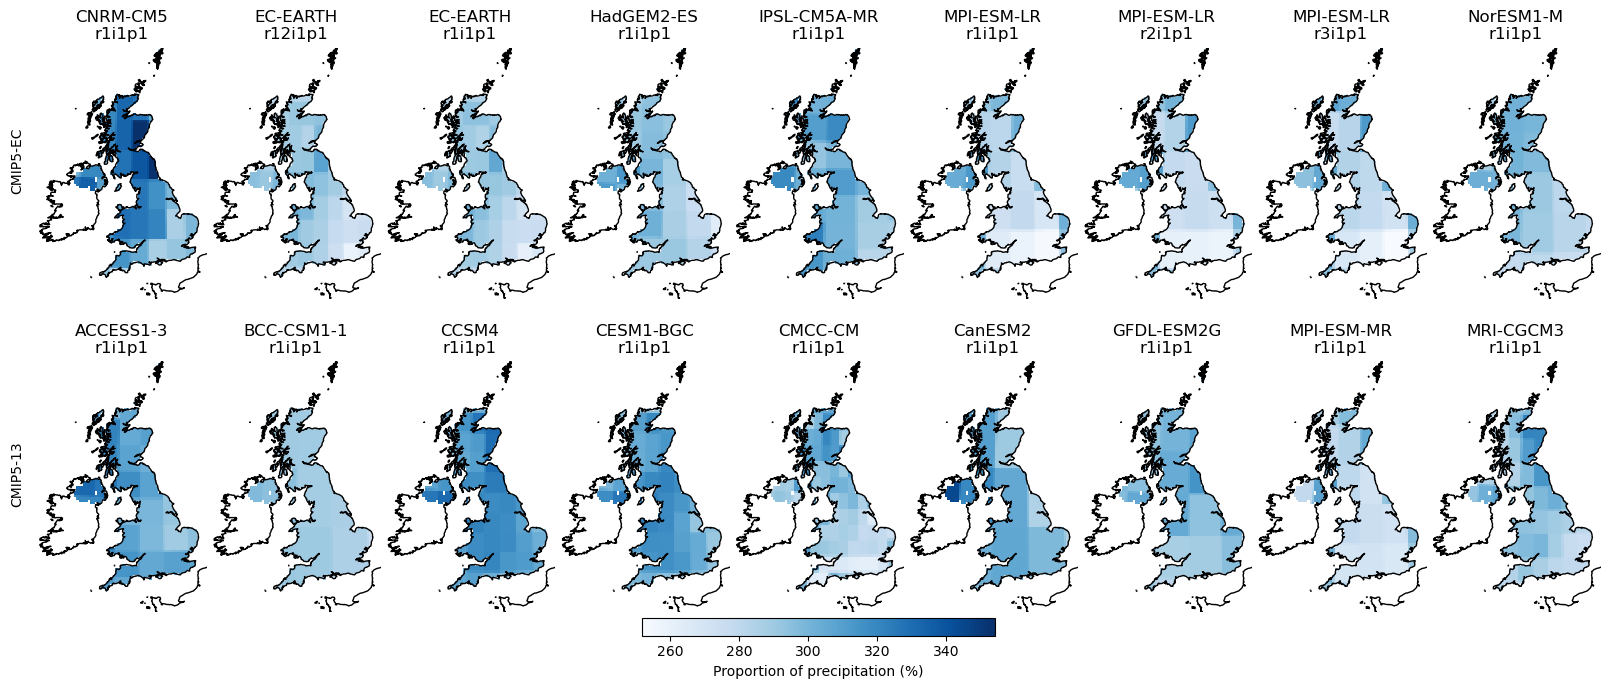 CNRM-CM5 EC-EARTH EC-EARTH HadGEM2-ES IPSL-CM5A-MR MPI-ESM-LR MPI-ESM-LR MPI-ESM-LR NorESM1-M
r1i1p1 r12i1p1 r1i1p1 r1i1p1 r1i1p1 r1i1p1 r2i1p1 r3i1p1 r1i1p1
CMIP5-EC
ACCESS1-3 BCC-CSM1-1 CCSM4 CESM1-BGC CMCC-CM CanESM2 GFDL-ESM2G MPI-ESM-MR MRI-CGCM3
r1i1p1 r1i1p1 r1i1p1 r1i1p1 r1i1p1 r1i1p1 r1i1p1 r1i1p1 r1i1p1
CMIP5-13
260 280 300 320 340
Proportion of precipitation (%)